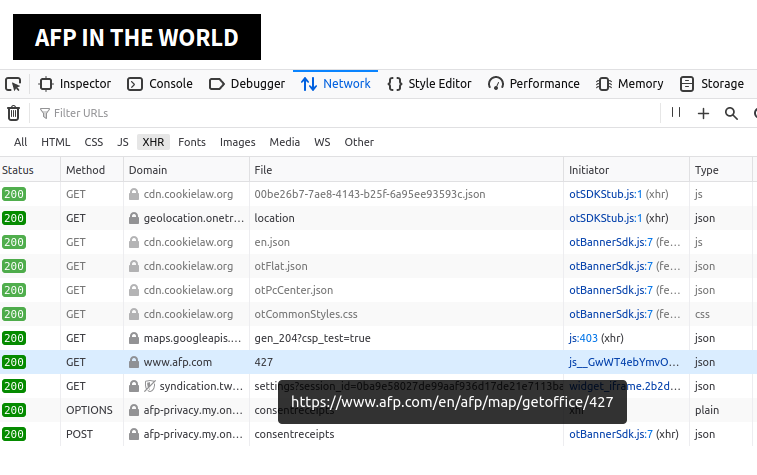 AFP IN THE WORLD
Inspector Console Debugger Network Style Editor Performance Memory Storage
Filter URLs
All HTML CSS JS XHR Fonts Images Media WS Other
Status Method Domain File Initiator Type
200 GET cdn.cookielaw.org 00be26b7-7ae8-4143-b25f-6a95ee93593c.json otSDKStub.js:1 (xhr) js
200 GET geolocation.onetr... location otSDKStub.js:1 (xhr) json
200 GET cdn.cookielaw.org en.json otBannerSdk.js:7 (fe... js
200 GET cdn.cookielaw.org otFlat.json otBannerSdk.js:7 (fe... json
200 GET cdn.cookielaw.org otPcCenter.json otBannerSdk.js:7 (fe... json
200 GET cdn.cookielaw.org otCommonStyles.css otBannerSdk.js:7 (fe... css
200 GET maps.googleapis.... gen_204?csp_test=true js:403 (xhr) json
200 GET www.afp.com 427 js__GwWT4ebYmvO... json
200 GET syndication.tw... settings?session_id=0ba9e58027de99aaf936d17de21e7113ba widget_iframe.2b2d... json
https://www.afp.com/en/afp/map/getoffice/427
200 OPTIONS afp-privacy.my.on... consentreceipts xhr plain
200 POST afp-privacy.my.on... consentreceipts otBannerSdk.js:7 (xhr) json